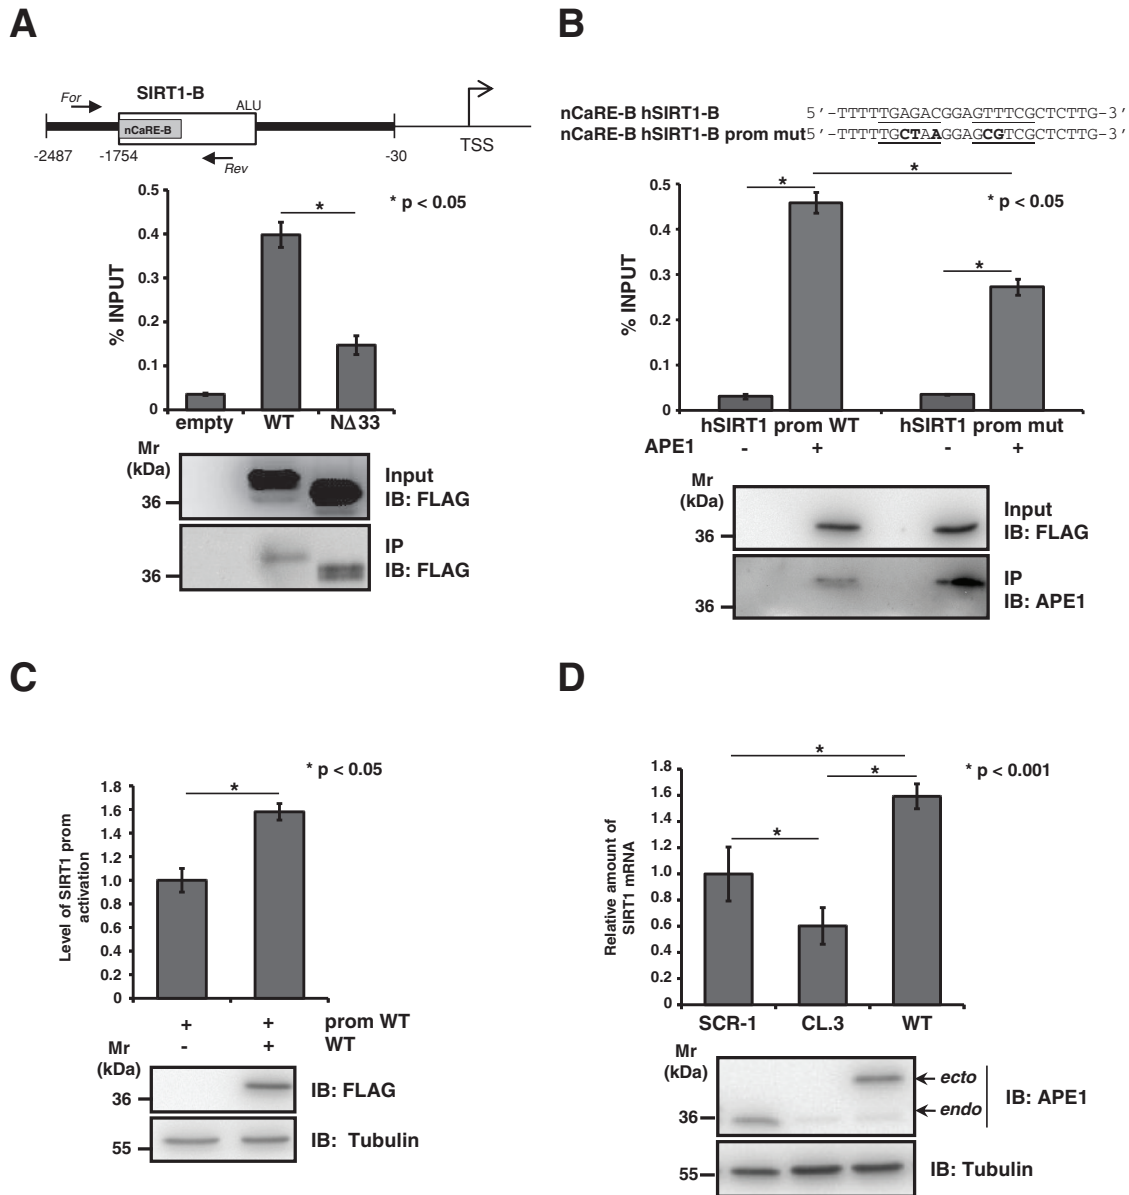 A
For
SIRT1-B
ALU
nCaRE-B
-2487
-1754
Rev
-30
TSS
* p < 0.05
*
% INPUT
0.5
0.4
0.3
0.2
0.1
0
empty WT NΔ33
Mr
(kDa)
36
Input
IB: FLAG
36
IP
IB: FLAG
B
nCaRE-B hSIRT1-B 5’-TTTTTGAGACGGAGTTTCGCTCTTG-3’
nCaRE-B hSIRT1-B prom mut 5’-TTTTTGCTAAGGAGCGTCGCTCTTG-3’
*
*
* p < 0.05
*
% INPUT
0.5
0.4
0.3
0.2
0.1
0
hSIRT1 prom WT hSIRT1 prom mut
APE1 - + - +
Mr
(kDa)
36
Input
IB: FLAG
36
IP
IB: APE1
C
* p < 0.05
*
Level of SIRT1 prom
activation
1.8
1.6
1.4
1.2
1.0
0.8
0.6
0.4
0.2
0
+ + prom WT
- + WT
Mr
(kDa)
36
IB: FLAG
55
IB: Tubulin
D
*
*
* p < 0.001
*
Relative amount of
SIRT1 mRNA
1.8
1.6
1.4
1.2
1.0
0.8
0.6
0.4
0.2
0
SCR-1 CL.3 WT
Mr
(kDa)
36
ecto
endo
IB: APE1
55
IB: Tubulin